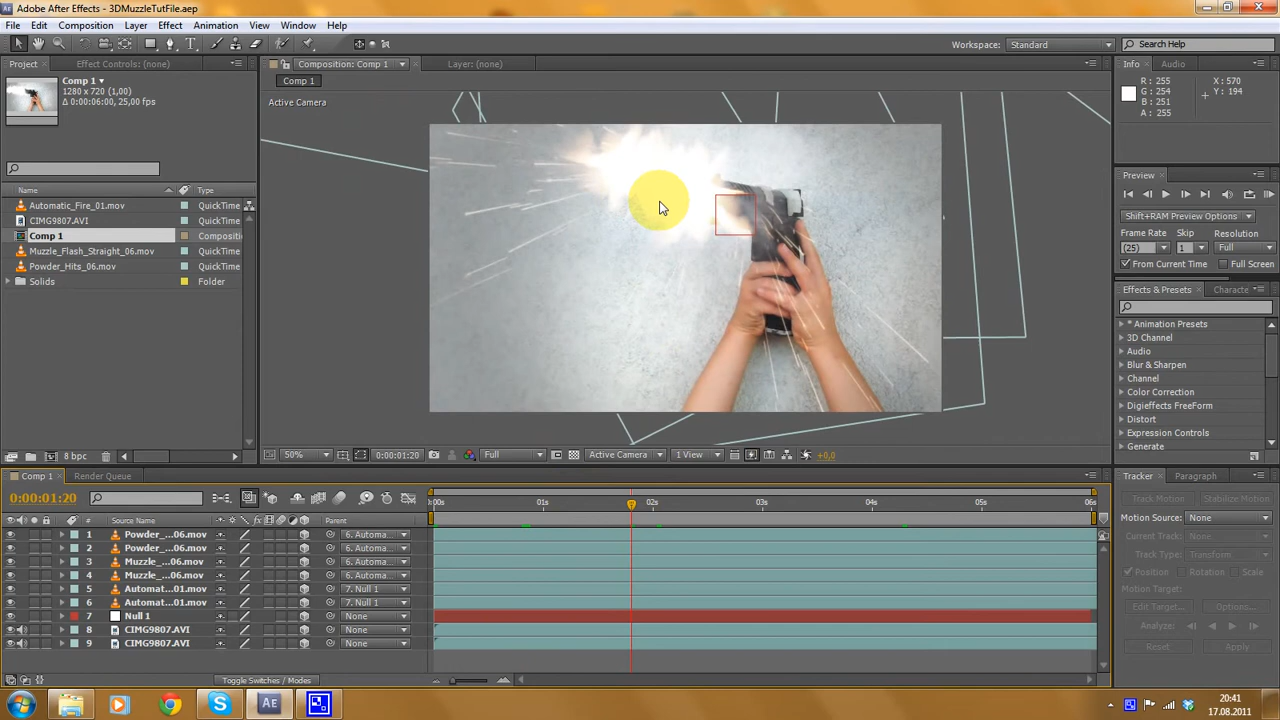 Adobe After Effects - 3DMuzzleTutFile.aep
File Edit Composition Layer Effect Animation View Window Help
Workspace: Standard Search Help
Project Effect Controls: (none) Composition: Comp 1 Layer: (none) Info Audio
Comp 1
1280 x 720 (1,00)
Δ 0:00:06:00, 25,00 fps
Comp 1
Active Camera
R: 255
G: 254
B: 251
A: 255
X: 570
Y: 194
Name Type
Automatic_Fire_01.mov QuickTime
CIMG9807.AVI QuickTime
Comp 1 Compositi
Muzzle_Flash_Straight_06.mov QuickTime
Powder_Hits_06.mov QuickTime
Solids Folder
Preview
Shift+RAM Preview Options
Frame Rate Skip Resolution
(25) 1 Full
From Current Time Full Screen
Effects & Presets Characte
* Animation Presets
3D Channel
Audio
Blur & Sharpen
Channel
Color Correction
Digieffects FreeForm
Distort
Expression Controls
Generate
8 bpc
50% 0:00:01:20 Full Active Camera 1 View +0,0
Comp 1 Render Queue
0:00:01:20
00s 01s 02s 03s 04s 05s 06s
# Source Name Parent
1 Powder_...06.mov 6. Automa
2 Powder_...06.mov 6. Automa
3 Muzzle_...06.mov 6. Automa
4 Muzzle_...06.mov 6. Automa
5 Automat...01.mov 7. Null 1
6 Automat...01.mov 7. Null 1
7 Null 1 None
8 CIMG9807.AVI None
9 CIMG9807.AVI None
Toggle Switches / Modes
Tracker Paragraph
Track Motion Stabilize Motion
Motion Source: None
Current Track: None
Track Type: Transform
Position Rotation Scale
Motion Target:
Edit Target... Options...
Analyze:
Reset Apply
Ae
20:41
17.08.2011